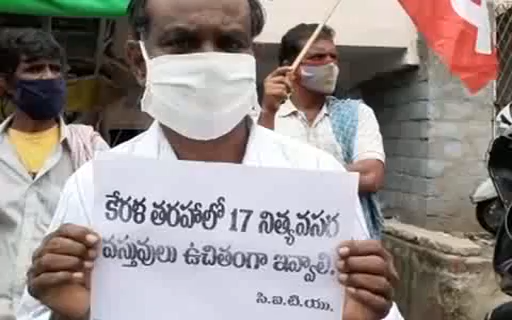 కేరళ తరహాలో 17 నిత్యవసర
వస్తువులు ఉచితంగా ఇవ్వాలి.
సి.ఐ.టి.యు.